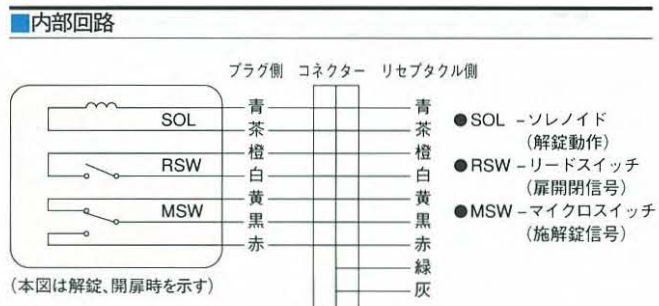 ■内部回路
プラグ側 コネクター リセプタクル側
SOL 青 青
茶 茶
RSW 橙 橙
白 白
MSW 黄 黄
黒 黒
赤 赤
緑
灰
(本図は解錠、開扉時を示す)
●SOL －ソレノイド
(解錠動作)
●RSW－リードスイッチ
(扉開閉信号)
●MSW－マイクロスイッチ
(施解錠信号)